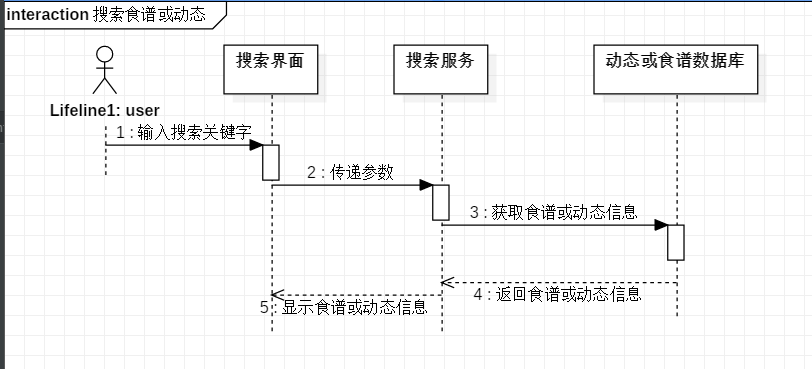 interaction 搜索食谱或动态
搜索界面
搜索服务
动态或食谱数据库
Lifeline1: user
1 : 输入搜索关键字
2 : 传递参数
3 : 获取食谱或动态信息
4 : 返回食谱或动态信息
5 : 显示食谱或动态信息